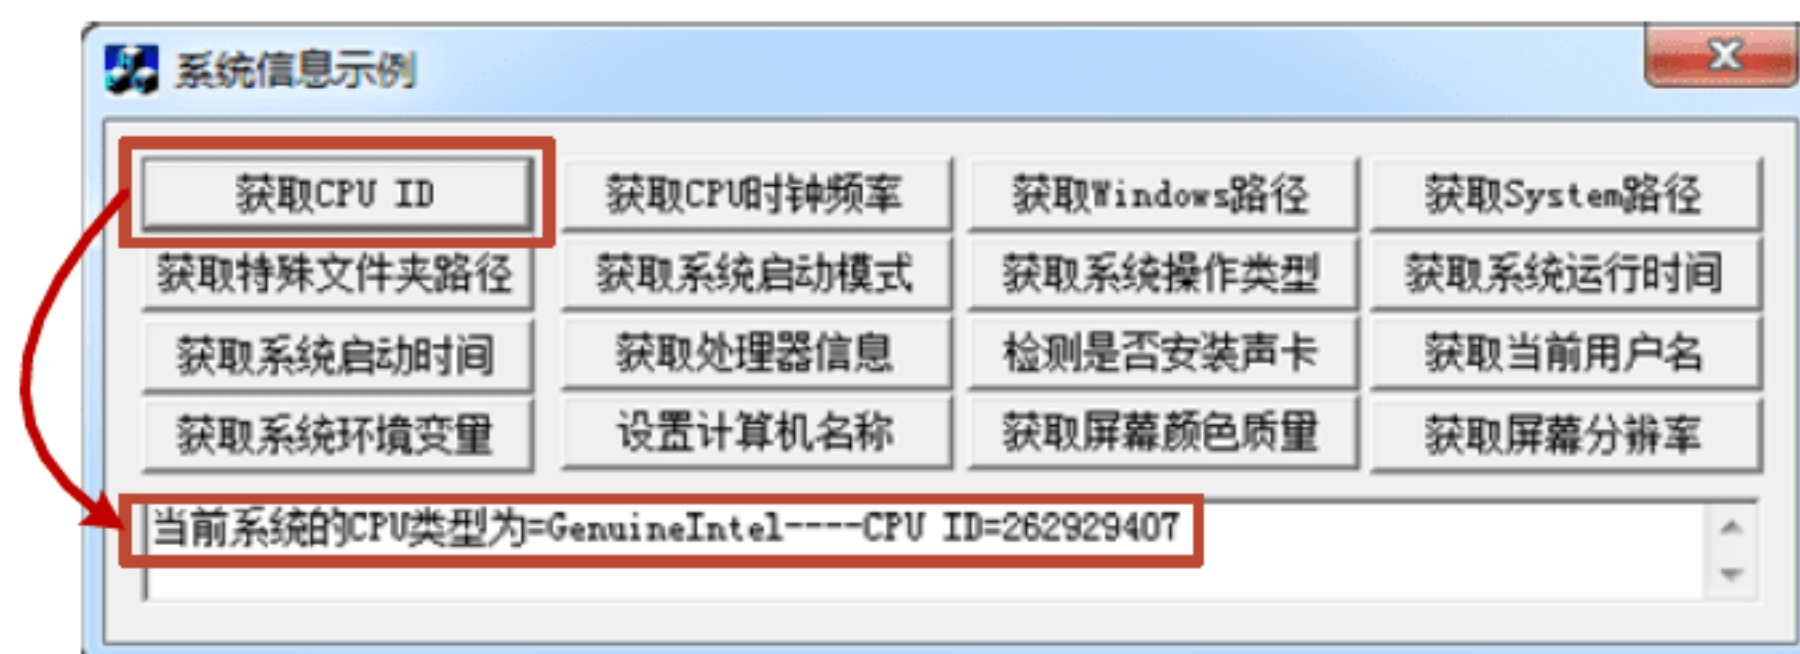 系统信息示例
获取CPU ID 获取CPU时钟频率 获取Windows路径 获取System路径
获取特殊文件夹路径 获取系统启动模式 获取系统操作类型 获取系统运行时间
获取系统启动时间 获取处理器信息 检测是否安装声卡 获取当前用户名
获取系统环境变量 设置计算机名称 获取屏幕颜色质量 获取屏幕分辨率
当前系统的CPU类型为=GenuineIntel----CPU ID=262929407